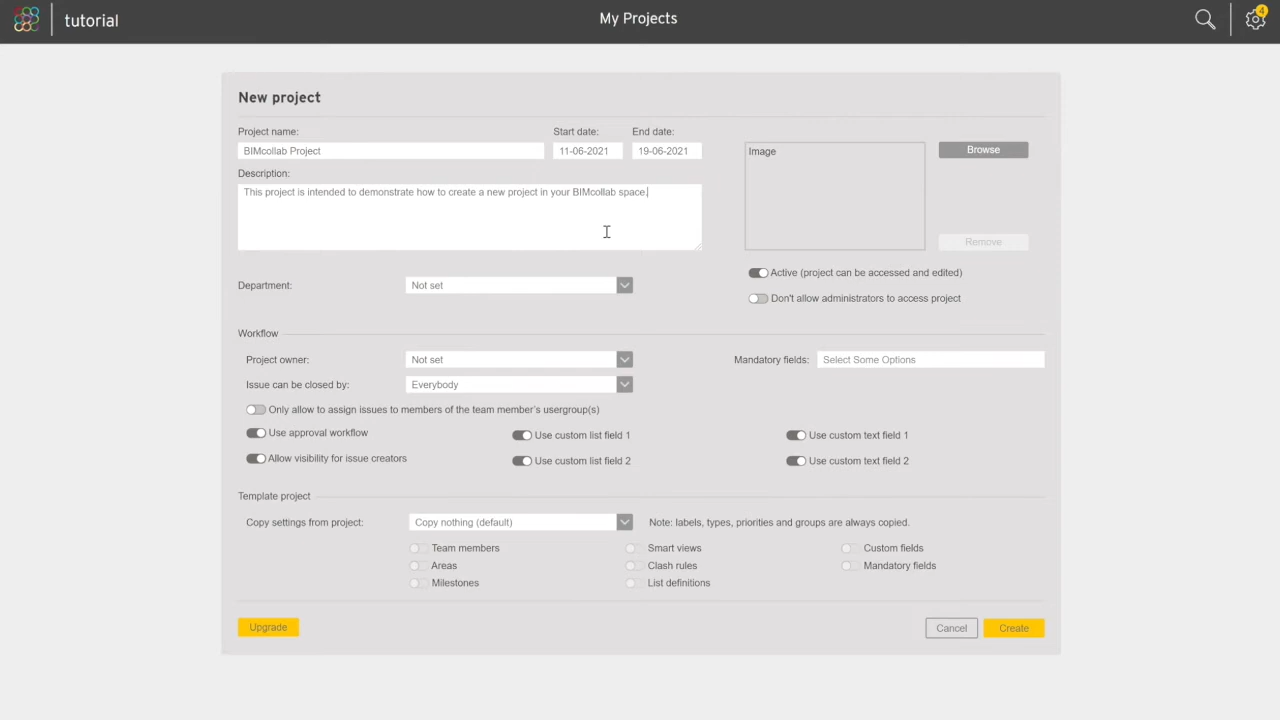 tutorial
My Projects
4
New project
Project name:
Start date:
End date:
BIMcollab Project
11-06-2021
19-06-2021
Image
Browse
Description:
This project is intended to demonstrate how to create a new project in your BIMcollab space.
Remove
Active (project can be accessed and edited)
Department:
Not set
Don't allow administrators to access project
Workflow
Project owner:
Not set
Mandatory fields:
Select Some Options
Issue can be closed by:
Everybody
Only allow to assign issues to members of the team member's usergroup(s)
Use approval workflow
Use custom list field 1
Use custom text field 1
Allow visibility for issue creators
Use custom list field 2
Use custom text field 2
Template project
Copy settings from project:
Copy nothing (default)
Note: labels, types, priorities and groups are always copied.
Team members
Smart views
Custom fields
Areas
Clash rules
Mandatory fields
Milestones
List definitions
Upgrade
Cancel
Create